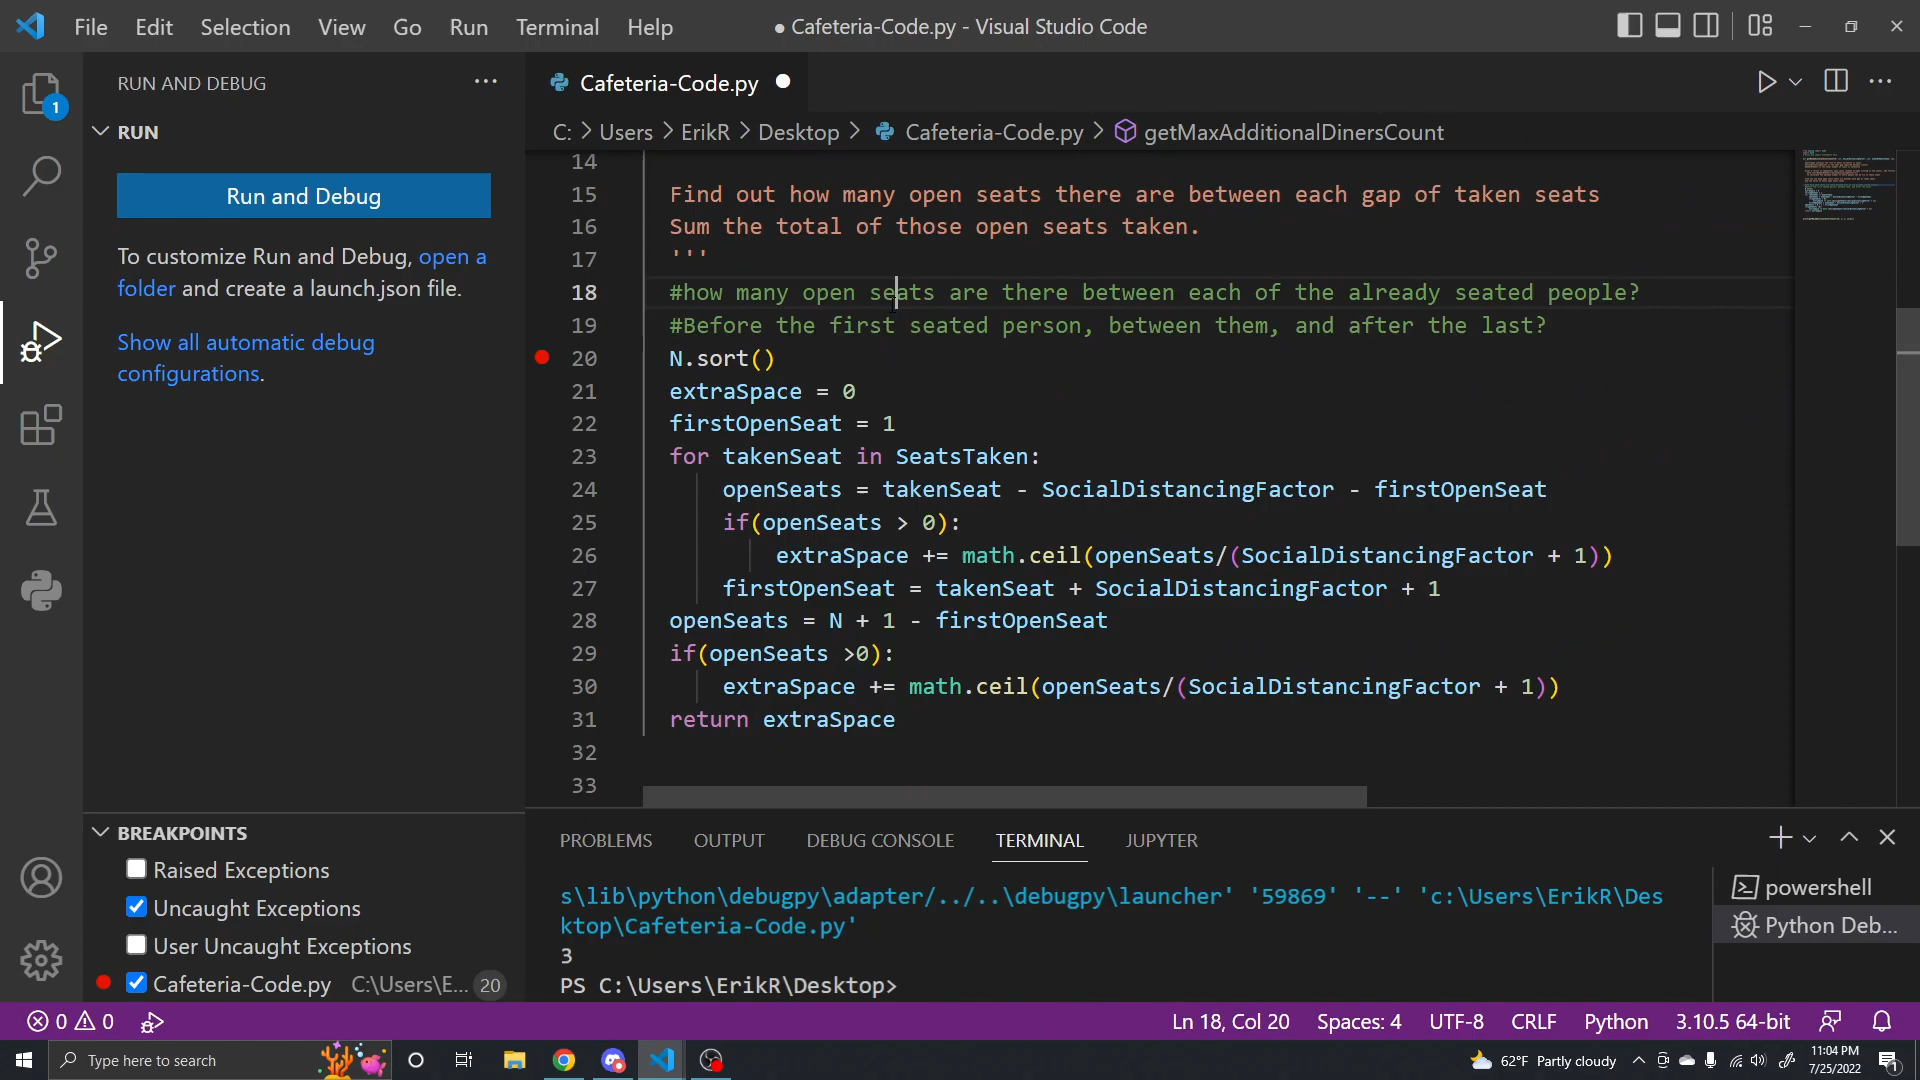 File Edit Selection View Go Run Terminal Help
● Cafeteria-Code.py - Visual Studio Code
RUN AND DEBUG
RUN
Run and Debug
To customize Run and Debug, open a
folder and create a launch.json file.
Show all automatic debug
configurations.
1
BREAKPOINTS
Raised Exceptions
Uncaught Exceptions
User Uncaught Exceptions
Cafeteria-Code.py C:\Users\E... 20
Cafeteria-Code.py
C: > Users > ErikR > Desktop > Cafeteria-Code.py > getMaxAdditionalDinersCount
14
15 Find out how many open seats there are between each gap of taken seats
16 Sum the total of those open seats taken.
17 '''
18 #how many open seats are there between each of the already seated people?
19 #Before the first seated person, between them, and after the last?
20 N.sort()
21 extraSpace = 0
22 firstOpenSeat = 1
23 for takenSeat in SeatsTaken:
24 openSeats = takenSeat - SocialDistancingFactor - firstOpenSeat
25 if(openSeats > 0):
26 extraSpace += math.ceil(openSeats/(SocialDistancingFactor + 1))
27 firstOpenSeat = takenSeat + SocialDistancingFactor + 1
28 openSeats = N + 1 - firstOpenSeat
29 if(openSeats >0):
30 extraSpace += math.ceil(openSeats/(SocialDistancingFactor + 1))
31 return extraSpace
32
33
PROBLEMS OUTPUT DEBUG CONSOLE TERMINAL JUPYTER
s\lib\python\debugpy\adapter/../..\debugpy\launcher' '59869' '--' 'c:\Users\ErikR\Des
ktop\Cafeteria-Code.py'
3
PS C:\Users\ErikR\Desktop>
powershell
Python Deb...
0 0
Ln 18, Col 20 Spaces: 4 UTF-8 CRLF Python 3.10.5 64-bit
Type here to search
62°F Partly cloudy
11:04 PM
7/25/2022
1